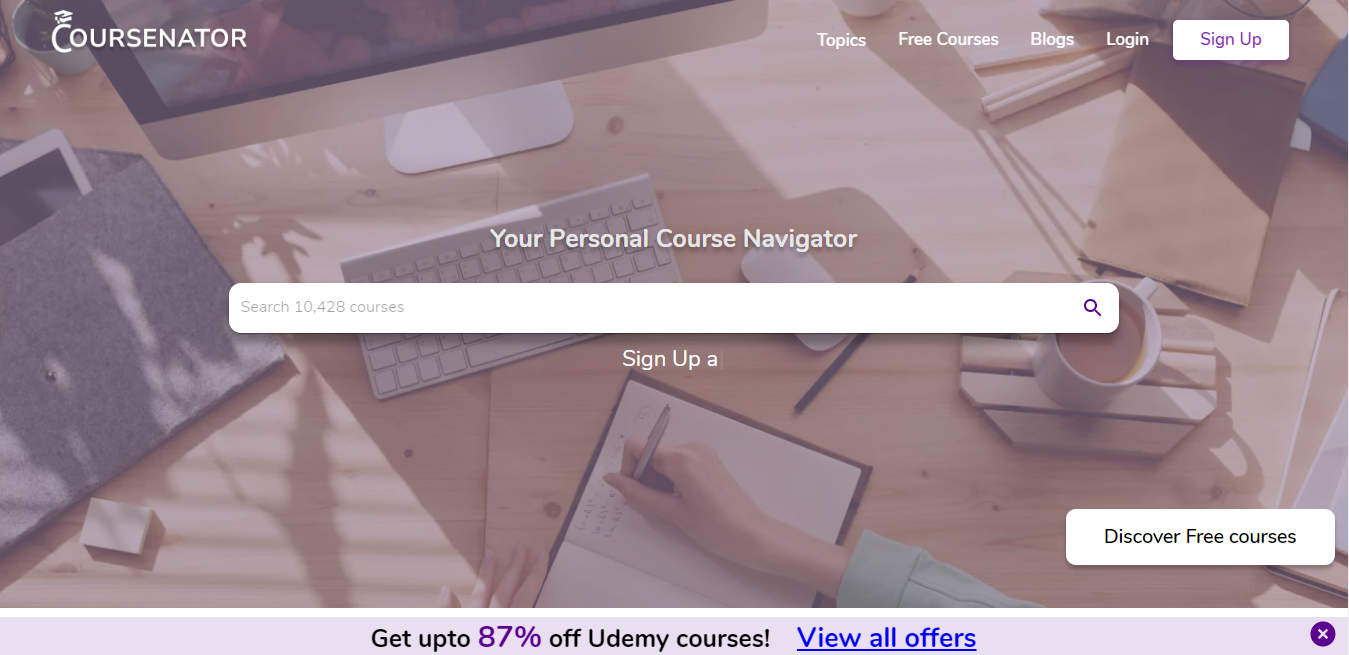 COURSENATOR
Topics Free Courses Blogs Login Sign Up
Your Personal Course Navigator
Search 10,428 courses
Sign Up a
Discover Free courses
Get upto 87% off Udemy courses! View all offers